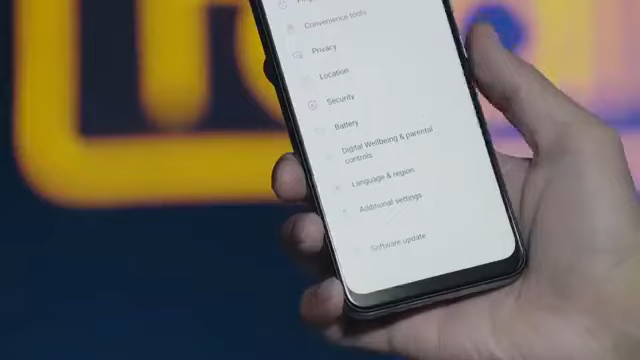 Convenience tools
Privacy
Location
Security
Battery
Digital Wellbeing & parental
controls
Language & region
Additional settings
Software update